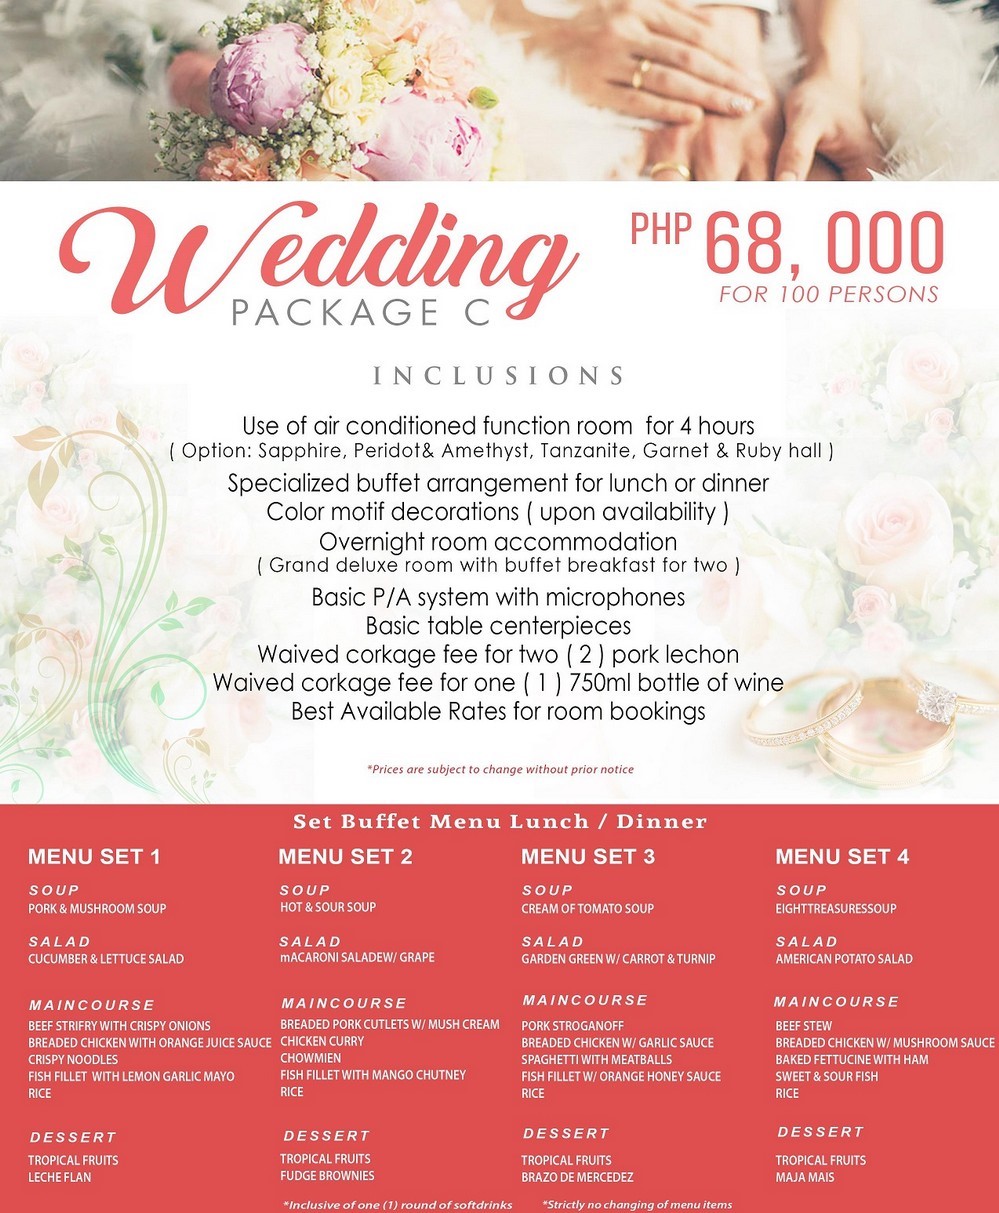 Wedding
PACKAGE C
PHP 68, 000
FOR 100 PERSONS
INCLUSIONS
Use of air conditioned function room for 4 hours
( Option: Sapphire, Peridot& Amethyst, Tanzanite, Garnet & Ruby hall )
Specialized buffet arrangement for lunch or dinner
Color motif decorations ( upon availability )
Overnight room accommodation
( Grand deluxe room with buffet breakfast for two )
Basic P/A system with microphones
Basic table centerpieces
Waived corkage fee for two ( 2 ) pork lechon
Waived corkage fee for one ( 1 ) 750ml bottle of wine
Best Available Rates for room bookings
*Prices are subject to change without prior notice
Set Buffet Menu Lunch / Dinner
MENU SET 1
SOUP
PORK & MUSHROOM SOUP
SALAD
CUCUMBER & LETTUCE SALAD
MAINCOURSE
BEEF STRIFRY WITH CRISPY ONIONS
BREADED CHICKEN WITH ORANGE JUICE SAUCE
CRISPY NOODLES
FISH FILLET WITH LEMON GARLIC MAYO
RICE
DESSERT
TROPICAL FRUITS
LECHE FLAN
MENU SET 2
SOUP
HOT & SOUR SOUP
SALAD
mACARONI SALADEW/ GRAPE
MAINCOURSE
BREADED PORK CUTLETS W/ MUSH CREAM
CHICKEN CURRY
CHOWMIEN
FISH FILLET WITH MANGO CHUTNEY
RICE
DESSERT
TROPICAL FRUITS
FUDGE BROWNIES
MENU SET 3
SOUP
CREAM OF TOMATO SOUP
SALAD
GARDEN GREEN W/ CARROT & TURNIP
MAINCOURSE
PORK STROGANOFF
BREADED CHICKEN W/ GARLIC SAUCE
SPAGHETTI WITH MEATBALLS
FISH FILLET W/ ORANGE HONEY SAUCE
RICE
DESSERT
TROPICAL FRUITS
BRAZO DE MERCEDEZ
MENU SET 4
SOUP
EIGHTTREASURESSOUP
SALAD
AMERICAN POTATO SALAD
MAINCOURSE
BEEF STEW
BREADED CHICKEN W/ MUSHROOM SAUCE
BAKED FETTUCINE WITH HAM
SWEET & SOUR FISH
RICE
DESSERT
TROPICAL FRUITS
MAJA MAIS
*Inclusive of one (1) round of softdrinks
*Strictly no changing of menu items